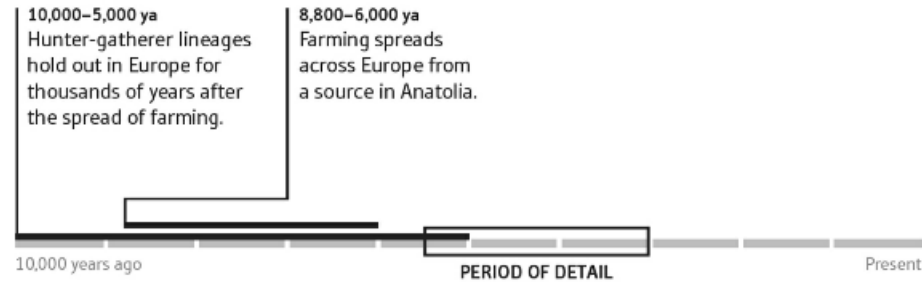 10,000–5,000 ya
Hunter-gatherer lineages
hold out in Europe for
thousands of years after
the spread of farming.
8,800–6,000 ya
Farming spreads
across Europe from
a source in Anatolia.
10,000 years ago
PERIOD OF DETAIL
Present